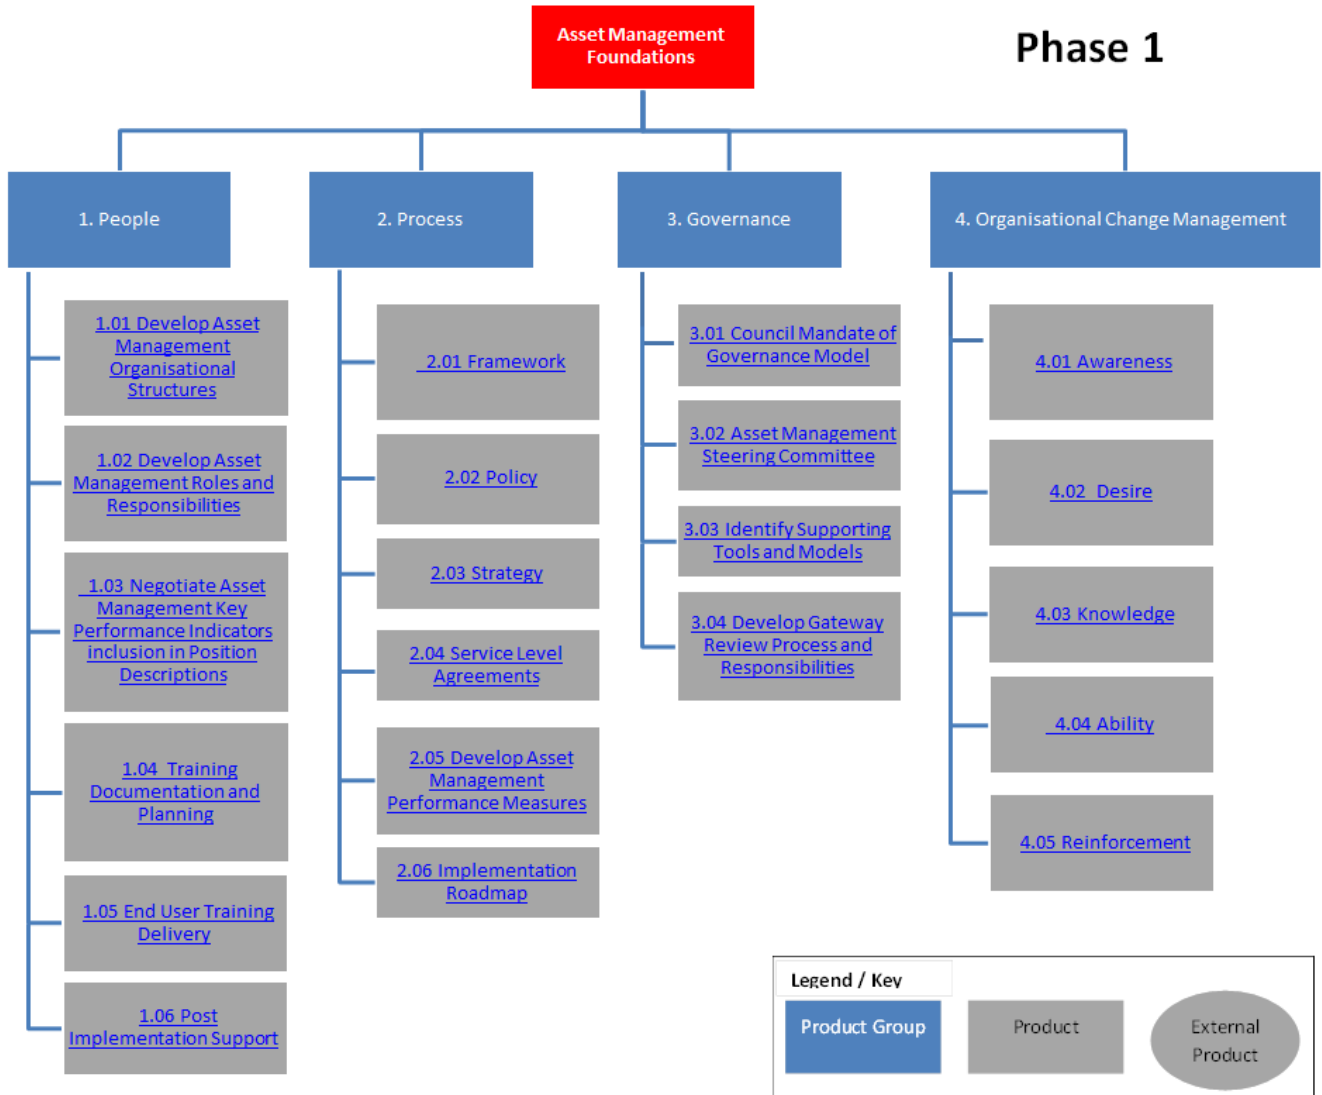 Asset Management
Foundations
Phase 1
1. People
2. Process
3. Governance
4. Organisational Change Management
1.01 Develop Asset
Management
Organisational
Structures
1.02 Develop Asset
Management Roles and
Responsibilities
1.03 Negotiate Asset
Management Key
Performance Indicators
inclusion in Position
Descriptions
1.04 Training
Documentation and
Planning
1.05 End User Training
Delivery
1.06 Post
Implementation Support
2.01 Framework
2.02 Policy
2.03 Strategy
2.04 Service Level
Agreements
2.05 Develop Asset
Management
Performance Measures
2.06 Implementation
Roadmap
3.01 Council Mandate of
Governance Model
3.02 Asset Management
Steering Committee
3.03 Identify Supporting
Tools and Models
3.04 Develop Gateway
Review Process and
Responsibilities
4.01 Awareness
4.02 Desire
4.03 Knowledge
4.04 Ability
4.05 Reinforcement
Legend / Key
Product Group
Product
External
Product